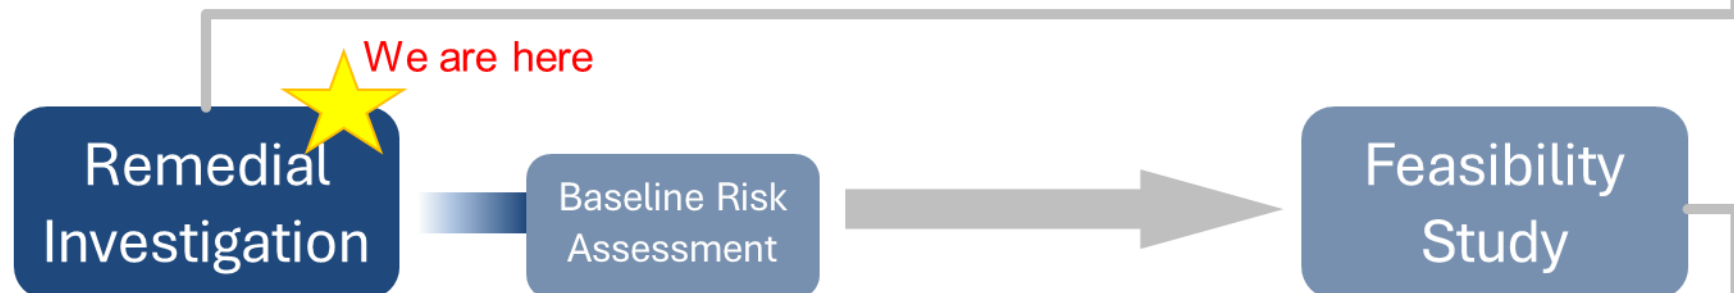 We are here
Remedial
Investigation
Baseline Risk
Assessment
Feasibility
Study